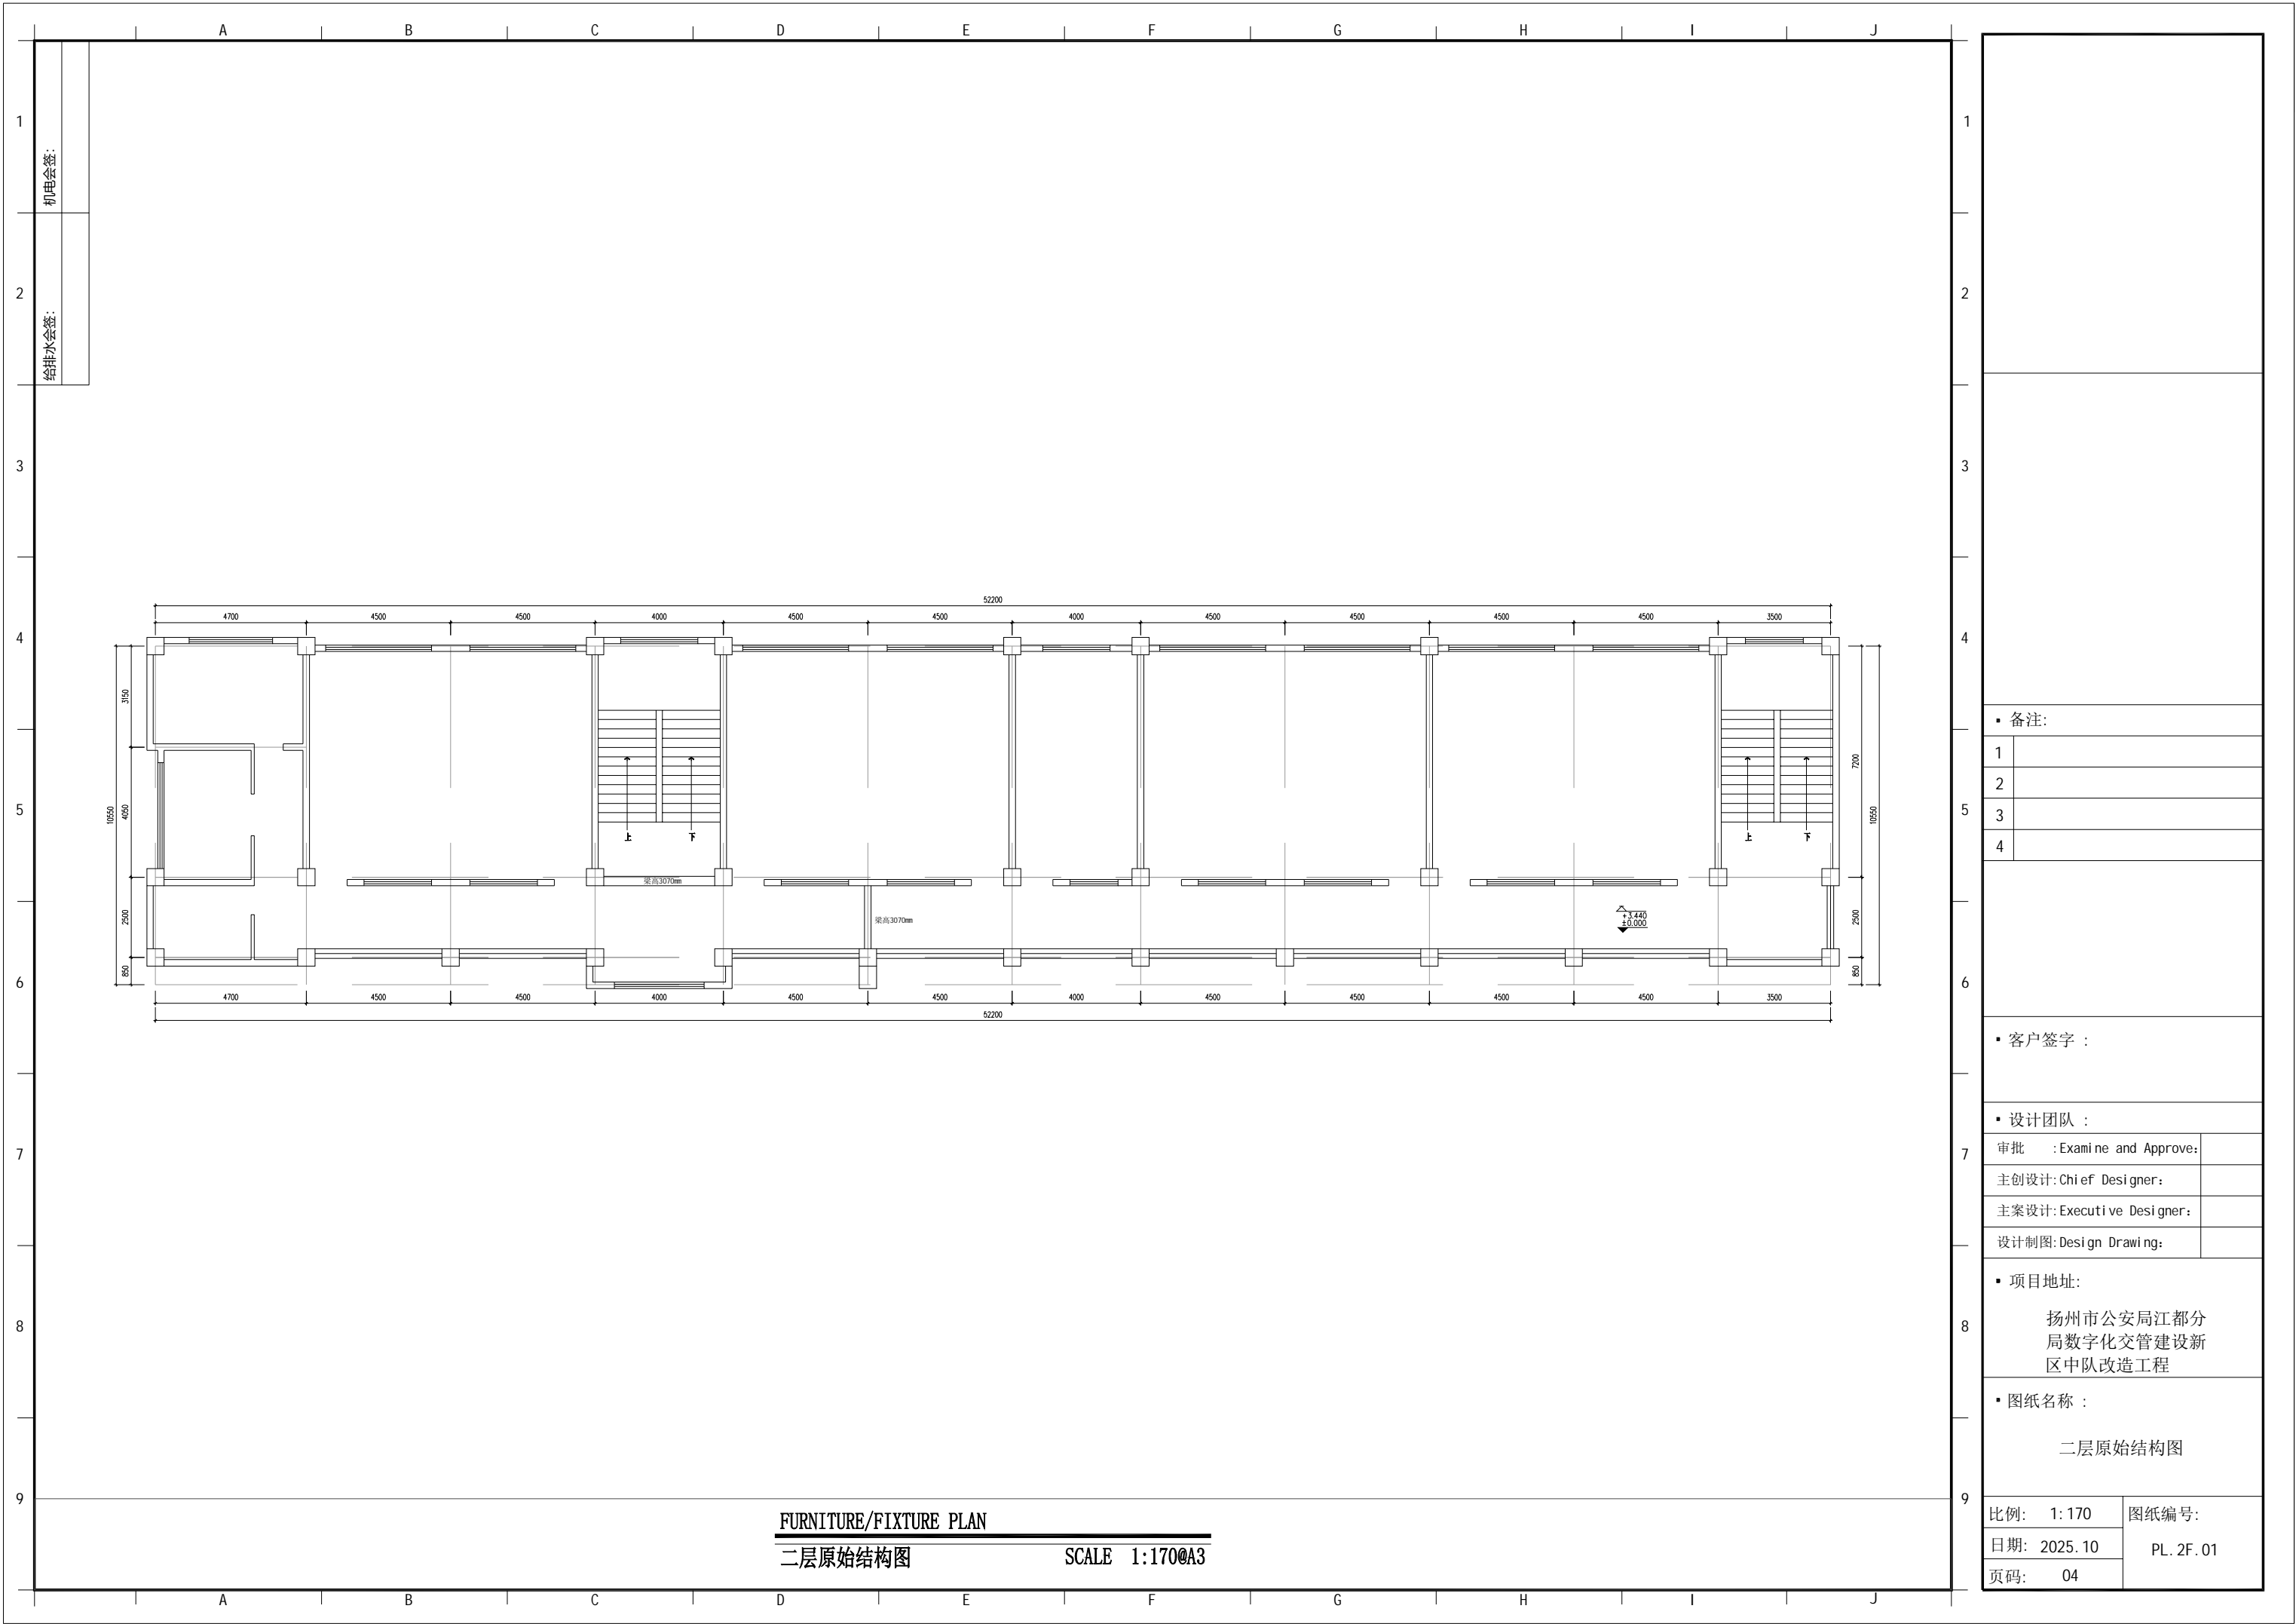 A B C D E F G H I J
1 1
机电会签:
2 2
给排水会签:
3 3
52200
4700 4500 4500 4000 4500 4500 4000 4500 4500 4500 4500 3500
4 4
3150
7200
5 5
10550 4050
10550
上 下
上 下
梁高3070mm
2500
梁高3070mm
+3.440
±0.000
2500
850
850
6 6
4700 4500 4500 4000 4500 4500 4000 4500 4500 4500 4500 3500
52200
7 7
8 8
9 9
FURNITURE/FIXTURE PLAN
二层原始结构图 SCALE 1:170@A3
A B C D E F G H I J
▪ 备注:
1
2
3
4
▪ 客户签字 :
▪ 设计团队 :
审批 :Examine and Approve:
主创设计:Chief Designer:
主案设计:Executive Designer:
设计制图:Design Drawing:
▪ 项目地址:
扬州市公安局江都分
局数字化交管建设新
区中队改造工程
▪ 图纸名称 :
二层原始结构图
比例: 1:170 图纸编号:
日期: 2025.10 PL.2F.01
页码: 04